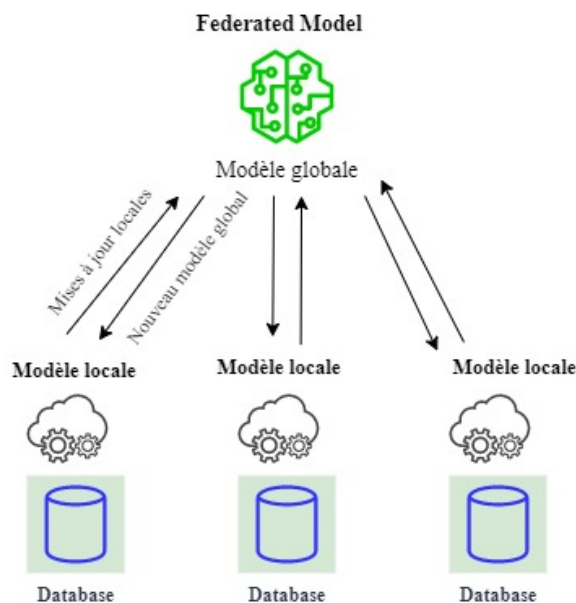 Federated Model
Modèle globale
Mises à jour locales
Nouveau modèle global
Modèle locale
Modèle locale
Modèle locale
Database
Database
Database